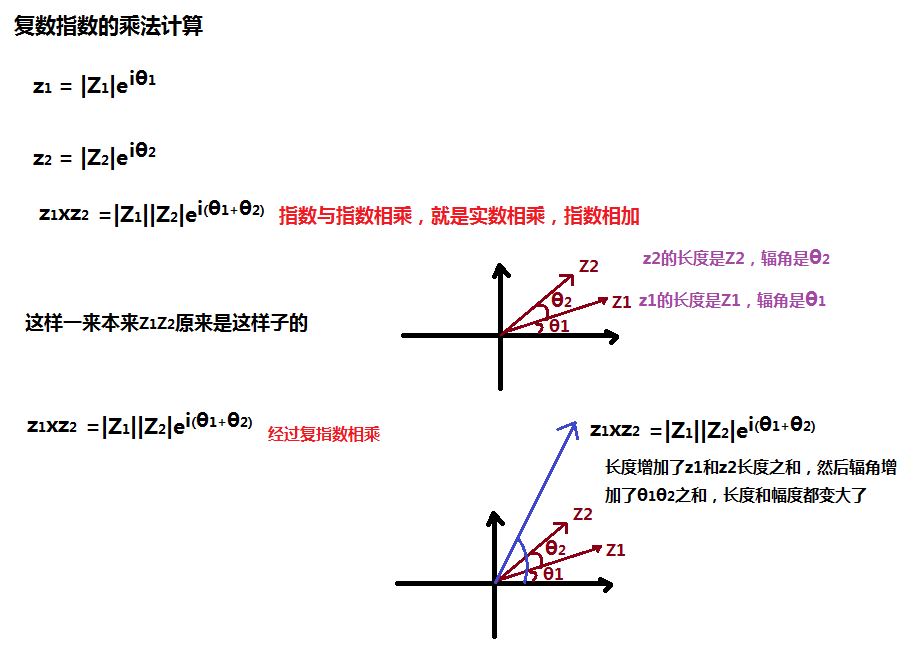 复数指数的乘法计算
z1 = |Z1|e^iθ1
z2 = |Z2|e^iθ2
z1xz2 =|Z1||Z2|e^i(θ1+θ2) 指数与指数相乘，就是实数相乘，指数相加
z2的长度是Z2，辐角是θ2
Z2
z1的长度是Z1，辐角是θ1
Z1
θ2
θ1
这样一来本来Z1Z2原来是这样子的
z1xz2 =|Z1||Z2|e^i(θ1+θ2) 经过复指数相乘
z1xz2 =|Z1||Z2|e^i(θ1+θ2)
长度增加了z1和z2长度之和，然后辐角增
加了θ1θ2之和，长度和幅度都变大了
Z2
Z1
θ2
θ1